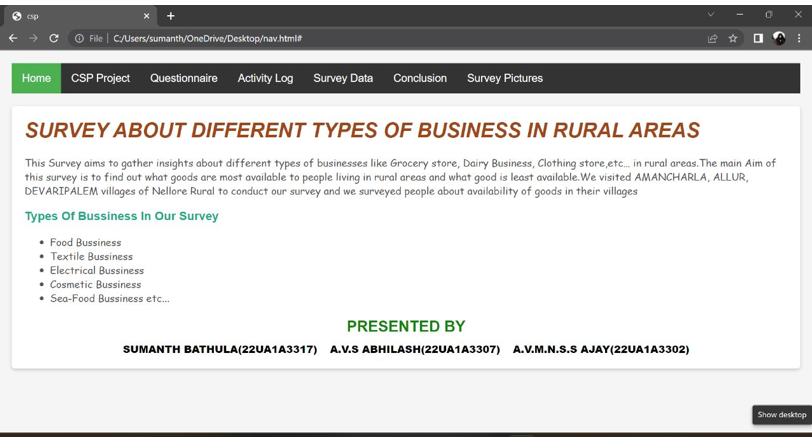 csp
File
C:/Users/sumanth/OneDrive/Desktop/nav.html#
Home CSP Project Questionnaire Activity Log Survey Data Conclusion Survey Pictures
SURVEY ABOUT DIFFERENT TYPES OF BUSINESS IN RURAL AREAS
This Survey aims to gather insights about different types of businesses like Grocery store, Dairy Business, Clothing store,etc... in rural areas.The main Aim of
this survey is to find out what goods are most available to people living in rural areas and what good is least available.We visited AMANCHARLA, ALLUR,
DEVARIPALEM villages of Nellore Rural to conduct our survey and we surveyed people about availability of goods in their villages
Types Of Bussiness In Our Survey
Food Bussiness
Textile Bussiness
Electrical Bussiness
Cosmetic Bussiness
Sea-Food Bussiness etc...
PRESENTED BY
SUMANTH BATHULA(22UA1A3317) A.V.S ABHILASH(22UA1A3307) A.V.M.N.S.S AJAY(22UA1A3302)
Show desktop